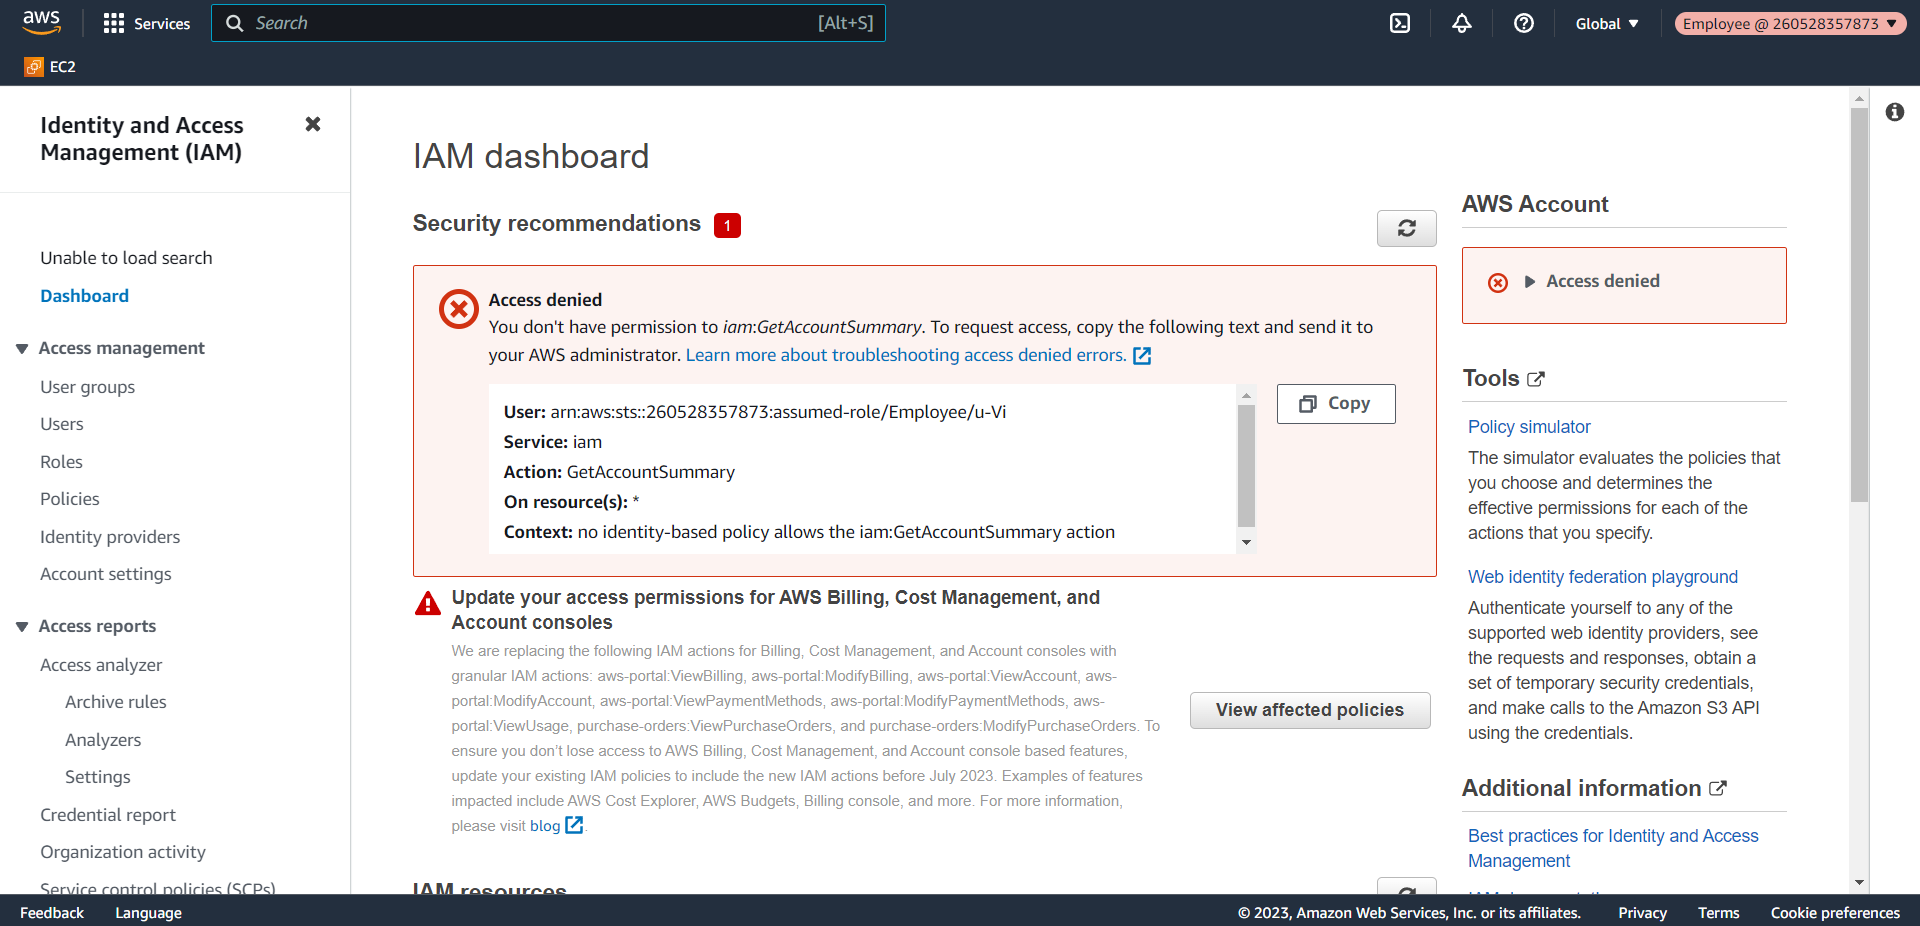 aws
Services
Search
[Alt+S]
Global
Employee @ 260528357873
EC2
Identity and Access
Management (IAM)
Unable to load search
Dashboard
Access management
User groups
Users
Roles
Policies
Identity providers
Account settings
Access reports
Access analyzer
Archive rules
Analyzers
Settings
Credential report
Organization activity
Service control policies (SCPs)
IAM dashboard
Security recommendations 1
Access denied
You don't have permission to iam:GetAccountSummary. To request access, copy the following text and send it to
your AWS administrator. Learn more about troubleshooting access denied errors.
User: arn:aws:sts::260528357873:assumed-role/Employee/u-Vi
Service: iam
Action: GetAccountSummary
On resource(s): *
Context: no identity-based policy allows the iam:GetAccountSummary action
Copy
Update your access permissions for AWS Billing, Cost Management, and
Account consoles
We are replacing the following IAM actions for Billing, Cost Management, and Account consoles with
granular IAM actions: aws-portal:ViewBilling, aws-portal:ModifyBilling, aws-portal:ViewAccount, aws-
portal:ModifyAccount, aws-portal:ViewPaymentMethods, aws-portal:ModifyPaymentMethods, aws-
portal:ViewUsage, purchase-orders:ViewPurchaseOrders, and purchase-orders:ModifyPurchaseOrders. To
ensure you don’t lose access to AWS Billing, Cost Management, and Account console based features,
update your existing IAM policies to include the new IAM actions before July 2023. Examples of features
impacted include AWS Cost Explorer, AWS Budgets, Billing console, and more. For more information,
please visit blog .
View affected policies
IAM resources
AWS Account
Access denied
Tools
Policy simulator
The simulator evaluates the policies that
you choose and determines the
effective permissions for each of the
actions that you specify.
Web identity federation playground
Authenticate yourself to any of the
supported web identity providers, see
the requests and responses, obtain a
set of temporary security credentials,
and make calls to the Amazon S3 API
using the credentials.
Additional information
Best practices for Identity and Access
Management
Feedback
Language
© 2023, Amazon Web Services, Inc. or its affiliates.
Privacy
Terms
Cookie preferences